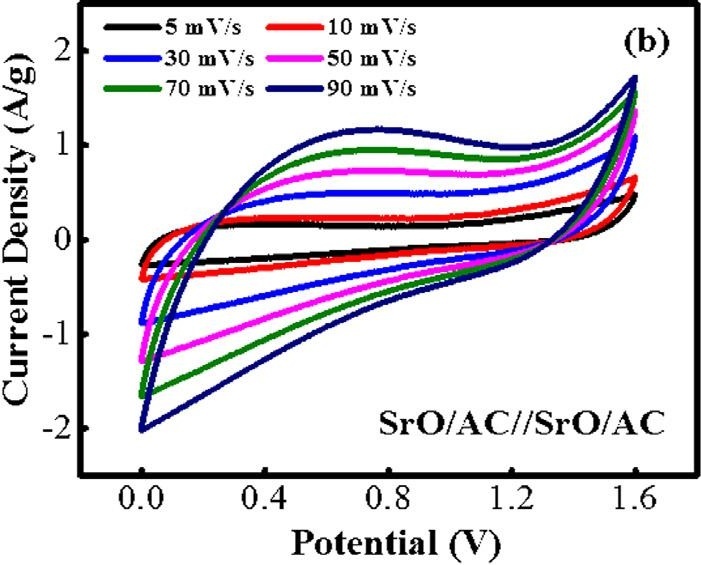 5 mV/s 10 mV/s
30 mV/s 50 mV/s
70 mV/s 90 mV/s
(b)
Current Density (A/g)
2
1
0
-1
-2
SrO/AC//SrO/AC
0.0 0.4 0.8 1.2 1.6
Potential (V)